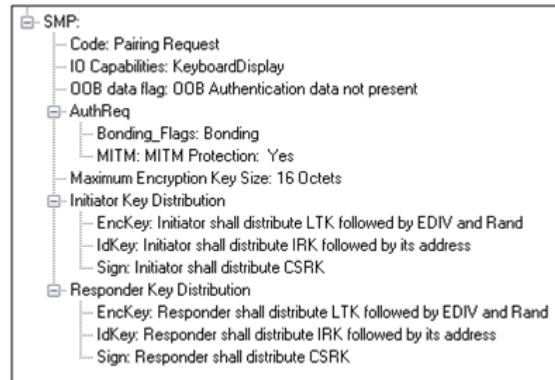 SMP:
Code: Pairing Request
IO Capabilities: KeyboardDisplay
OOB data flag: OOB Authentication data not present
AuthReq
Bonding_Flags: Bonding
MITM: MITM Protection: Yes
Maximum Encryption Key Size: 16 Octets
Initiator Key Distribution
EncKey: Initiator shall distribute LTK followed by EDIV and Rand
IdKey: Initiator shall distribute IRK followed by its address
Sign: Initiator shall distribute CSRK
Responder Key Distribution
EncKey: Responder shall distribute LTK followed by EDIV and Rand
IdKey: Responder shall distribute IRK followed by its address
Sign: Responder shall distribute CSRK